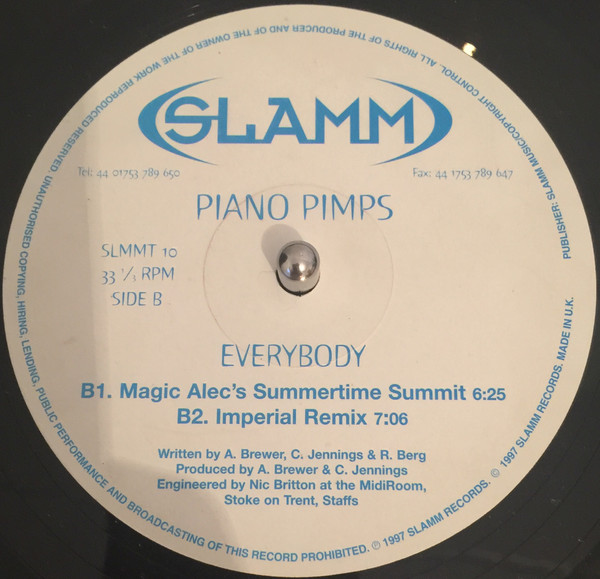 SLAMM
Tel: 44 01753 789 650
Fax: 44 1753 789 647
PIANO PIMPS
SLMMT 10
33 1/3 RPM
SIDE B
EVERYBODY
B1. Magic Alec's Summertime Summit 6:25
B2. Imperial Remix 7:06
Written by A. Brewer, C. Jennings & R. Berg
Produced by A. Brewer & C. Jennings
Engineered by Nic Britton at the MidiRoom,
Stoke on Trent, Staffs
PUBLISHER: SLAMM MUSIC/COPYRIGHT CONTROL. ALL RIGHTS OF THE PRODUCER AND OF THE OWNER OF THE WORK REPRODUCED RESERVED. UNAUTHORISED COPYING, HIRING, LENDING, PUBLIC PERFORMANCE AND BROADCASTING OF THIS RECORD PROHIBITED. ℗ 1997 SLAMM RECORDS. © 1997 SLAMM RECORDS. MADE IN U.K.